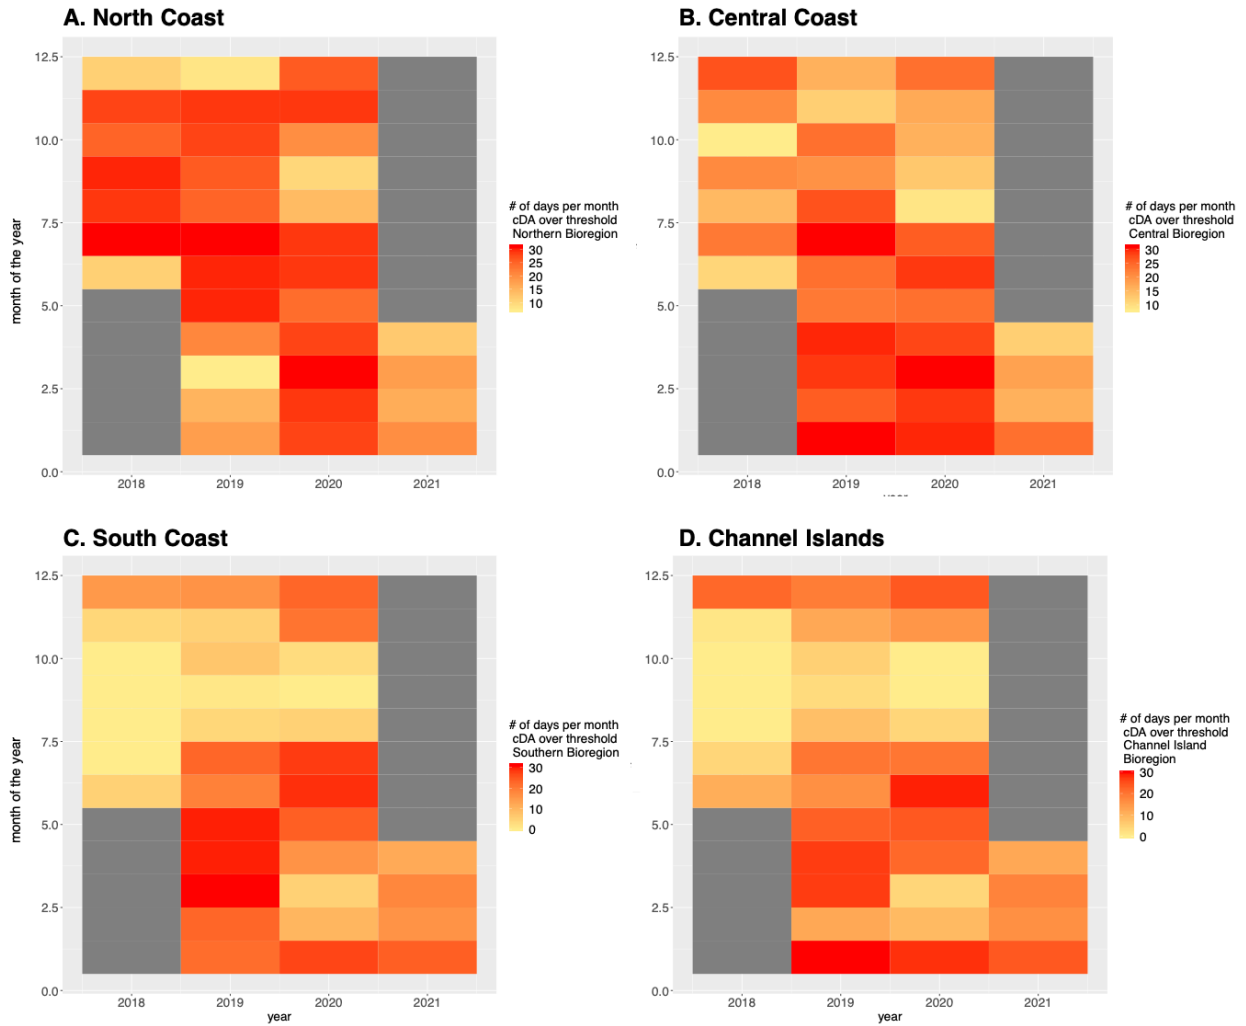 A. North Coast
12.5
10.0
7.5
5.0
2.5
0.0
month of the year
2018 2019 2020 2021
# of days per month
cDA over threshold
Northern Bioregion
30
25
20
15
10
B. Central Coast
12.5
10.0
7.5
5.0
2.5
0.0
2018 2019 2020 2021
# of days per month
cDA over threshold
Central Bioregion
30
25
20
15
10
C. South Coast
12.5
10.0
7.5
5.0
2.5
0.0
month of the year
2018 2019 2020 2021
year
# of days per month
cDA over threshold
Southern Bioregion
30
20
10
0
D. Channel Islands
12.5
10.0
7.5
5.0
2.5
0.0
2018 2019 2020 2021
year
# of days per month
cDA over threshold
Channel Island
Bioregion
30
20
10
0